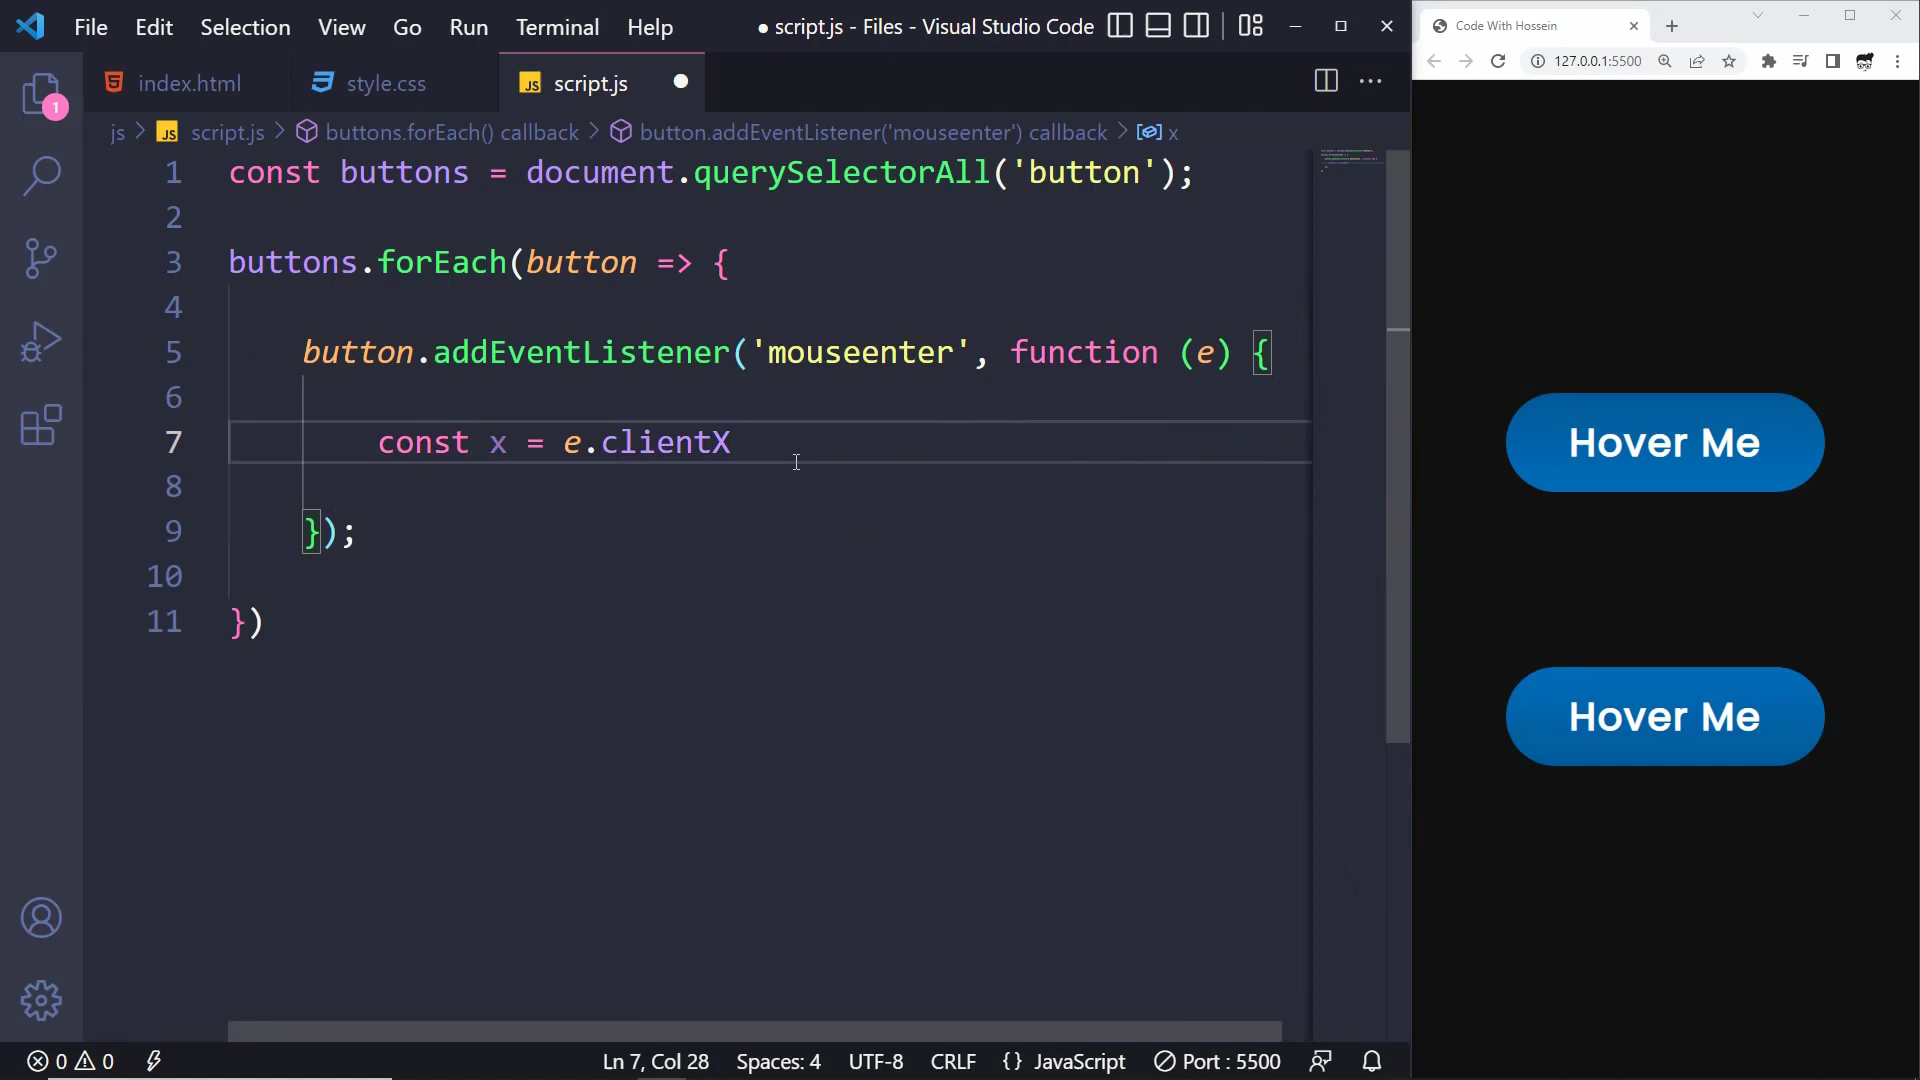 File Edit Selection View Go Run Terminal Help ● script.js - Files - Visual Studio Code
index.html style.css JS script.js
1
js > JS script.js > buttons.forEach() callback > button.addEventListener('mouseenter') callback > x
1 const buttons = document.querySelectorAll('button');
2
3 buttons.forEach(button => {
4
5 button.addEventListener('mouseenter', function (e) {
6
7 const x = e.clientX
8
9 });
10
11 })
0 0 Ln 7, Col 28 Spaces: 4 UTF-8 CRLF {} JavaScript Port : 5500
Code With Hossein
127.0.0.1:5500
Hover Me
Hover Me